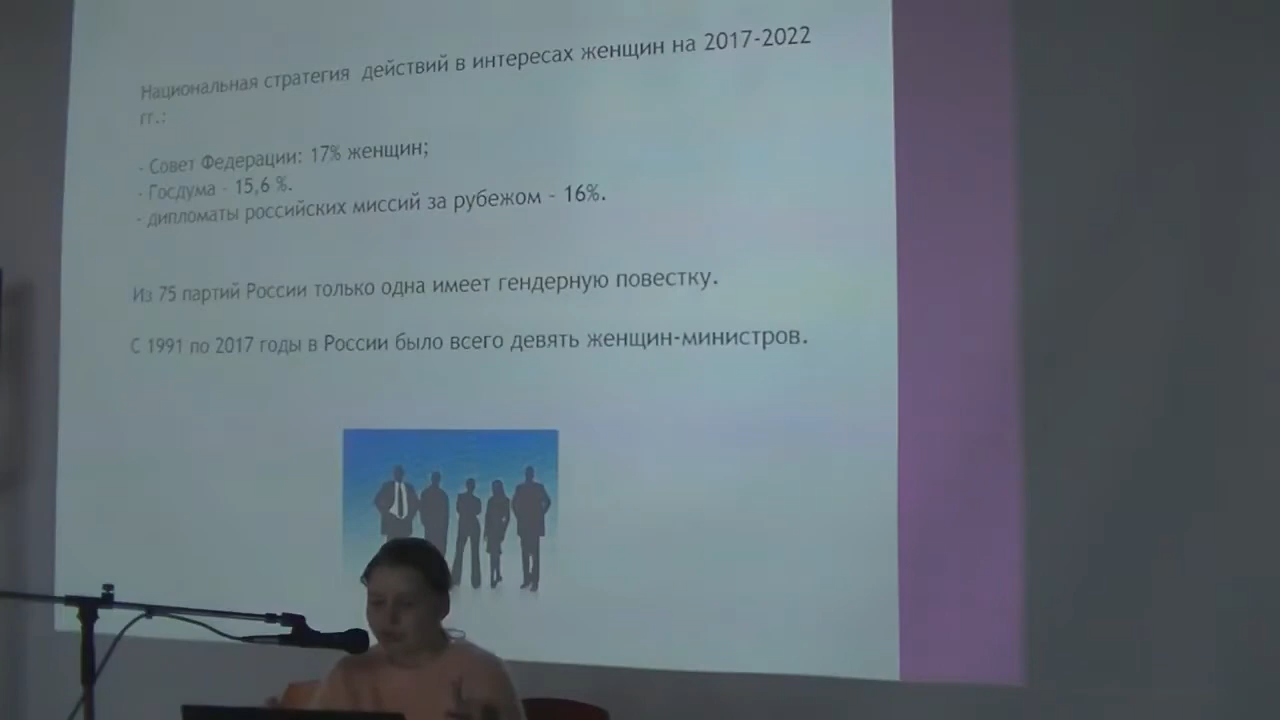 Национальная стратегия действий в интересах женщин на 2017-2022
гг.:
- Совет Федерации: 17% женщин;
- Госдума - 15,6 %.
- дипломаты российских миссий за рубежом - 16%.
Из 75 партий России только одна имеет гендерную повестку.
С 1991 по 2017 годы в России было всего девять женщин-министров.